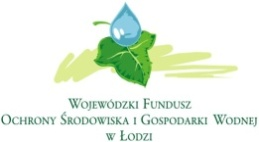 Wojewódzki Fundusz
Ochrony Środowiska i Gospodarki Wodnej
w Łodzi